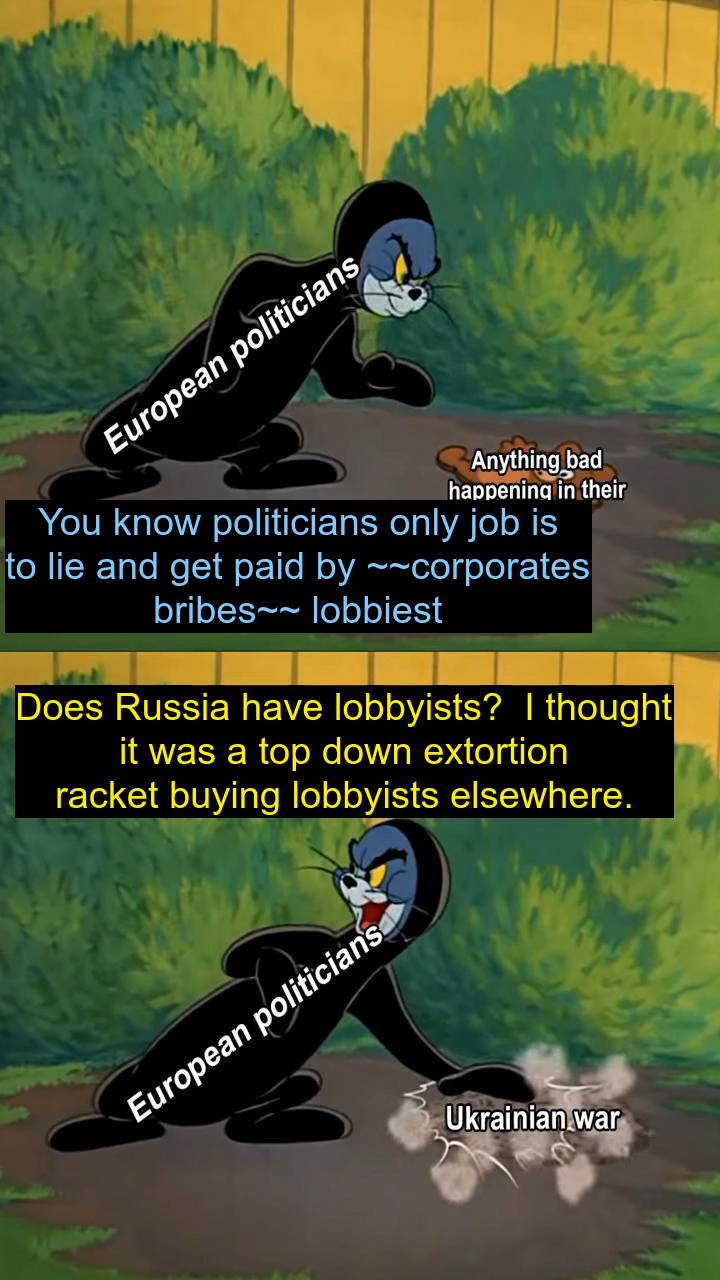 European politicians
Anything bad
happening in their
You know politicians only job is
to lie and get paid by ~~corporates
bribes~~ lobbiest
Does Russia have lobbyists?  I thought
it was a top down extortion
racket buying lobbyists elsewhere.
European politicians
Ukrainian war